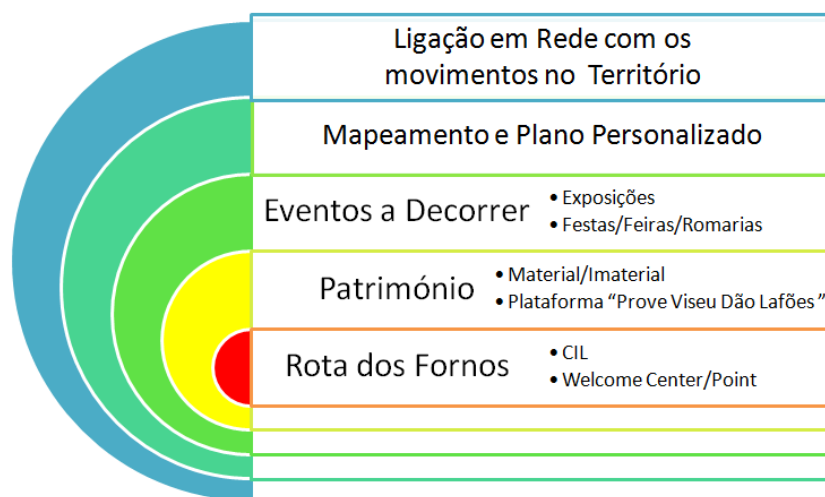 Ligação em Rede com os
movimentos no Território
Mapeamento e Plano Personalizado
Eventos a Decorrer
• Exposições
• Festas/Feiras/Romarias
Património
• Material/Imaterial
• Plataforma “Prove Viseu Dão Lafões”
Rota dos Fornos
• CIL
• Welcome Center/Point